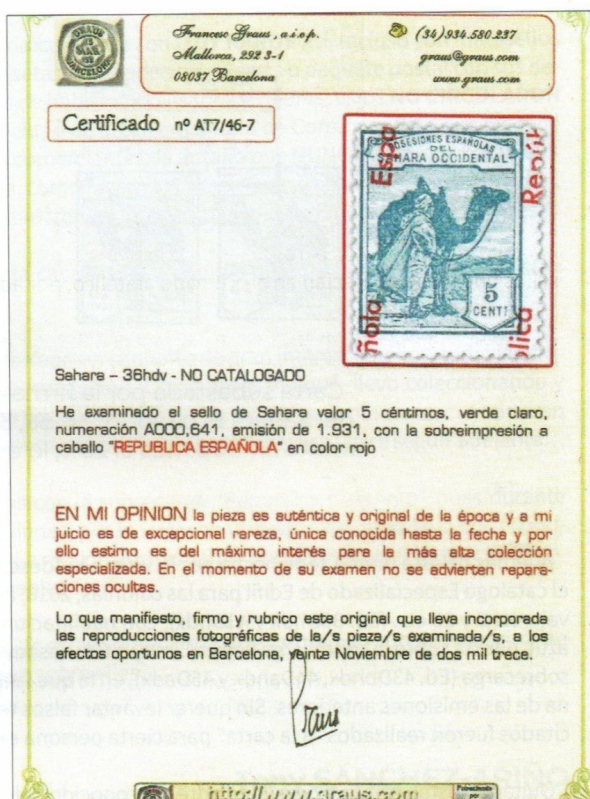 GRAUS
BARCELONA
Francesc Graus, a.i.e.p.
Mallorca, 292 3-1
08037 Barcelona
(34)934.580.237
graus@graus.com
www.graus.com
Certificado nº AT7/46-7
POSESIONES ESPAÑOLAS
DEL
SAHARA OCCIDENTAL
Espa
Repúb
5
CENTS
ñola
lica
Sahara – 36hdv - NO CATALOGADO
He examinado el sello de Sahara valor 5 céntimos, verde claro,
numeración A000,641, emisión de 1.931, con la sobreimpresión a
caballo "REPUBLICA ESPAÑOLA" en color rojo
EN MI OPINION la pieza es auténtica y original de la época y a mi
juicio es de excepcional rareza, única conocida hasta la fecha y por
ello estimo es del máximo interés para la más alta colección
especializada. En el momento de su examen no se advierten repara-
ciones ocultas.
Lo que manifiesto, firmo y rubrico este original que lleva incorporada
las reproducciones fotográficas de la/s pieza/s examinada/s, a los
efectos oportunos en Barcelona, veinte Noviembre de dos mil trece.
Graus
http://www.graus.com